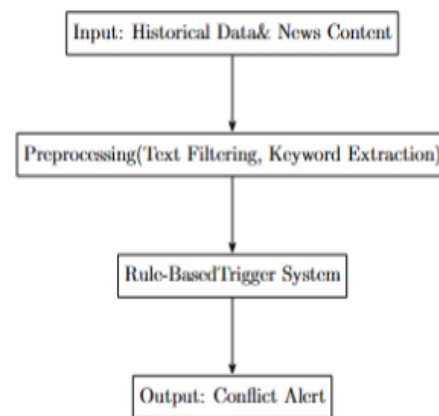 Input: Historical Data& News Content
Preprocessing(Text Filtering, Keyword Extraction)
Rule-BasedTrigger System
Output: Conflict Alert